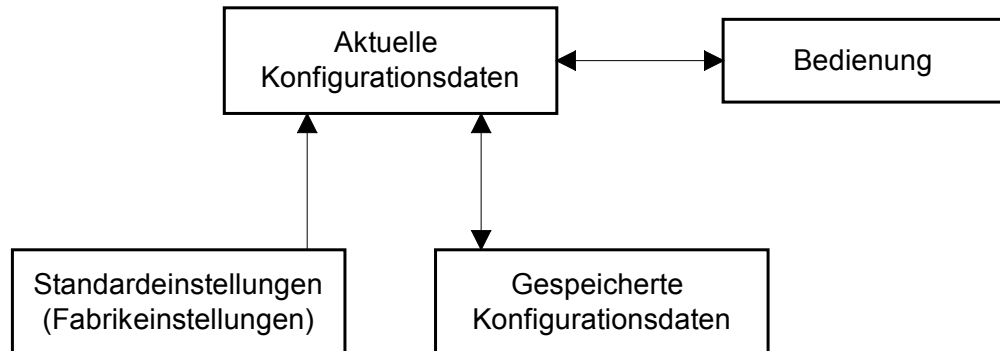 Aktuelle
Konfigurationsdaten
Bedienung
Standardeinstellungen
(Fabrikeinstellungen)
Gespeicherte
Konfigurationsdaten